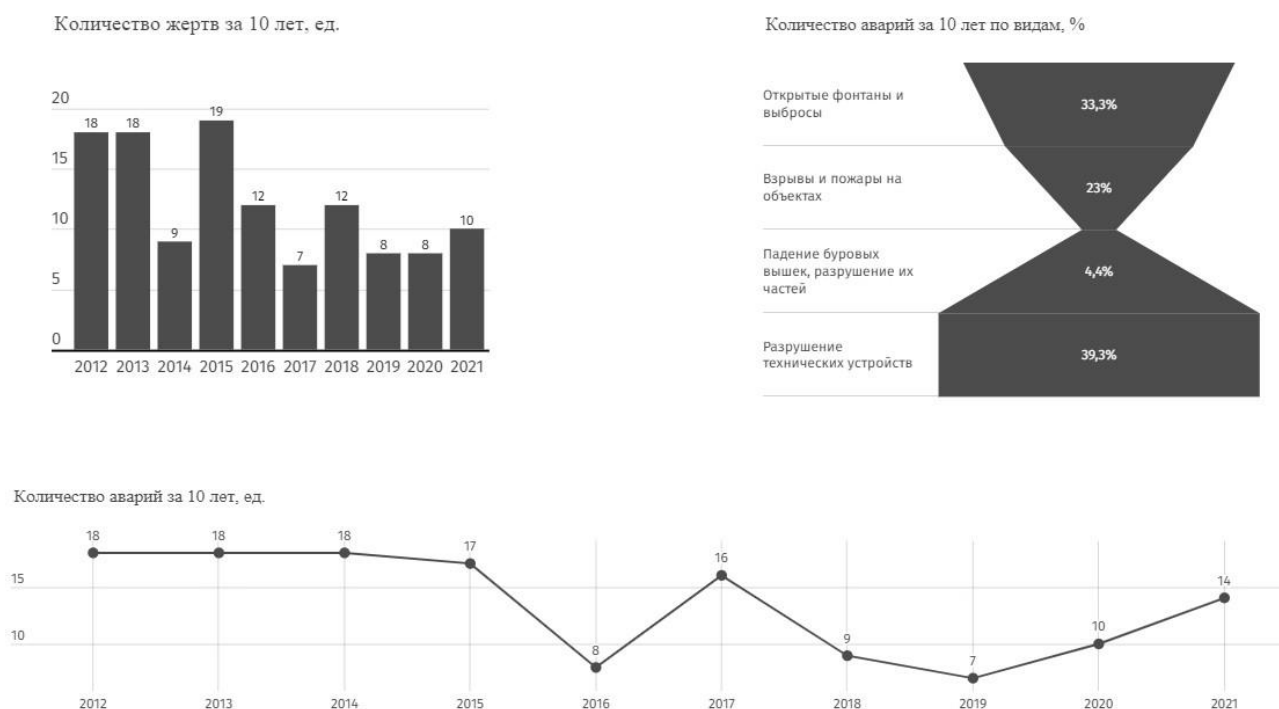 Количество жертв за 10 лет, ед.
20
15
10
5
0
18
18
9
19
12
7
12
8
8
10
2012 2013 2014 2015 2016 2017 2018 2019 2020 2021
Количество аварий за 10 лет по видам, %
Открытые фонтаны и
выбросы
33,3%
Взрывы и пожары на
объектах
23%
Падение буровых
вышек, разрушение их
частей
4,4%
Разрушение
технических устройств
39,3%
Количество аварий за 10 лет, ед.
15
10
18
18
18
17
8
16
9
7
10
14
2012 2013 2014 2015 2016 2017 2018 2019 2020 2021